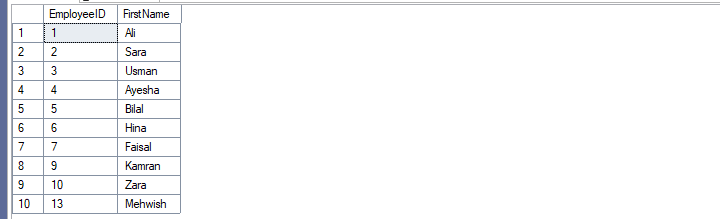 EmployeeID FirstName
1 1 Ali
2 2 Sara
3 3 Usman
4 4 Ayesha
5 5 Bilal
6 6 Hina
7 7 Faisal
8 9 Kamran
9 10 Zara
10 13 Mehwish